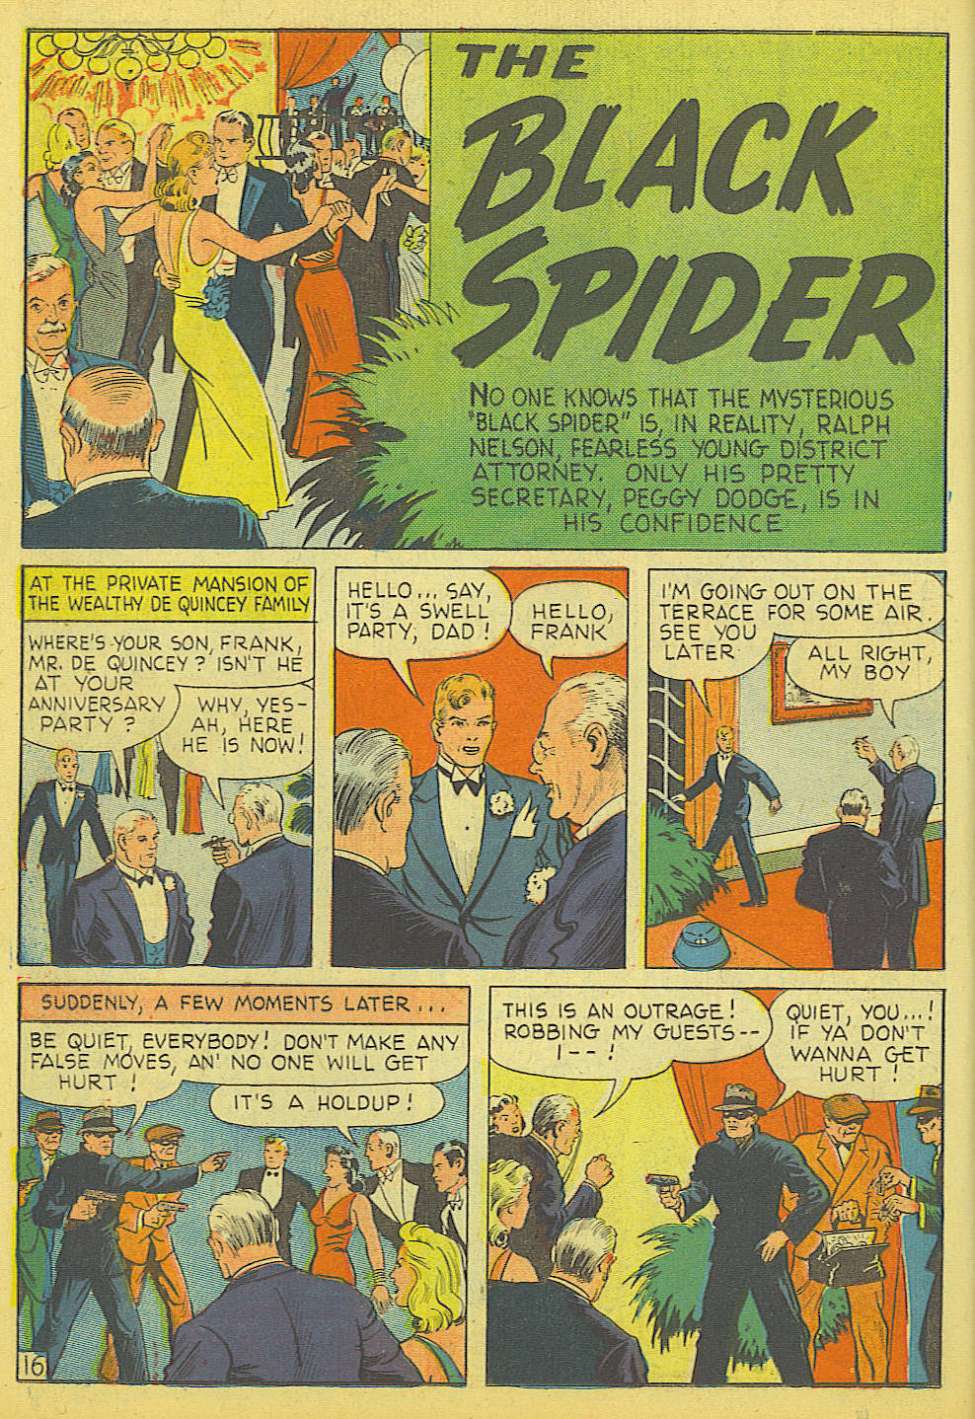 THE
BLACK
SPIDER
NO ONE KNOWS THAT THE MYSTERIOUS
"BLACK SPIDER" IS, IN REALITY, RALPH
NELSON, FEARLESS YOUNG DISTRICT
ATTORNEY. ONLY HIS PRETTY
SECRETARY, PEGGY DODGE, IS IN
HIS CONFIDENCE
AT THE PRIVATE MANSION OF
THE WEALTHY DE QUINCEY FAMILY
WHERE'S YOUR SON, FRANK,
MR. DE QUINCEY? ISN'T HE
AT YOUR
ANNIVERSARY
PARTY?
WHY, YES-
AH, HERE
HE IS NOW!
HELLO... SAY,
IT'S A SWELL
PARTY, DAD!
HELLO,
FRANK
I'M GOING OUT ON THE
TERRACE FOR SOME AIR.
SEE YOU
LATER
ALL RIGHT,
MY BOY
SUDDENLY, A FEW MOMENTS LATER...
BE QUIET, EVERYBODY! DON'T MAKE ANY
FALSE MOVES, AN' NO ONE WILL GET
HURT!
IT'S A HOLDUP!
THIS IS AN OUTRAGE!
ROBBING MY GUESTS--
I--!
QUIET, YOU...!
IF YA DON'T
WANNA GET
HURT!
16